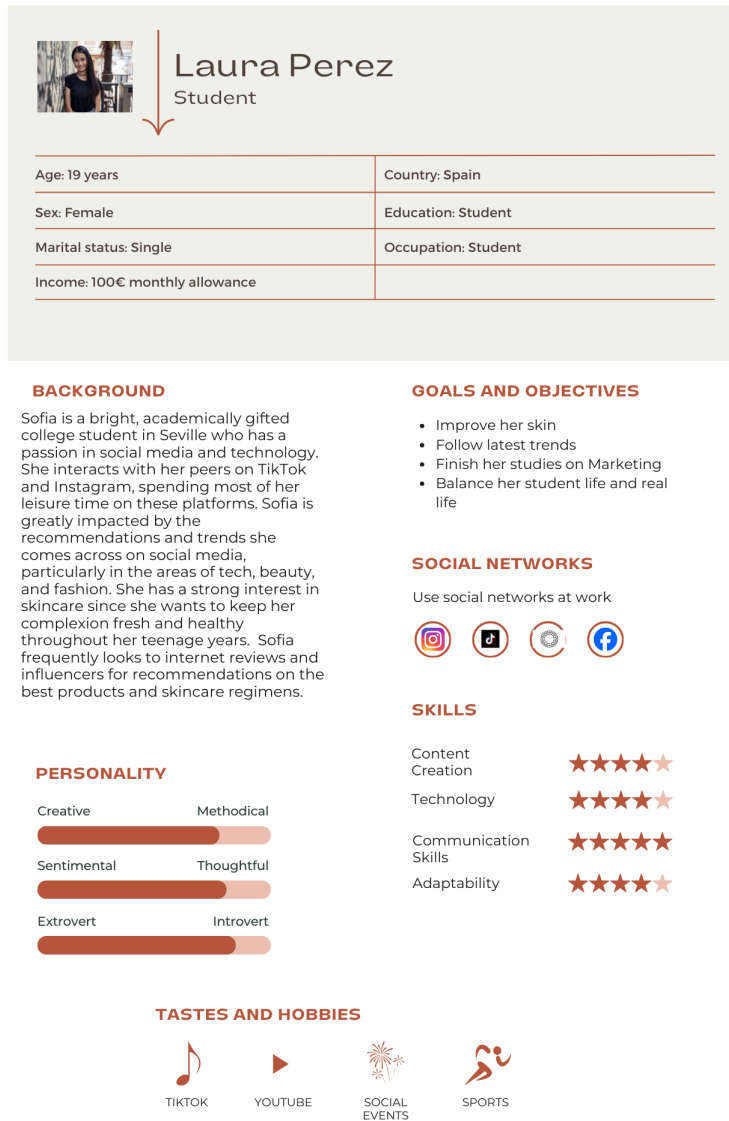 Laura Perez
Student
Age: 19 years
Country: Spain
Sex: Female
Education: Student
Marital status: Single
Occupation: Student
Income: 100€ monthly allowance
BACKGROUND
Sofia is a bright, academically gifted
college student in Seville who has a
passion in social media and technology.
She interacts with her peers on TikTok
and Instagram, spending most of her
leisure time on these platforms. Sofia is
greatly impacted by the
recommendations and trends she
comes across on social media,
particularly in the areas of tech, beauty,
and fashion. She has a strong interest in
skincare since she wants to keep her
complexion fresh and healthy
throughout her teenage years.  Sofia
frequently looks to internet reviews and
influencers for recommendations on the
best products and skincare regimens.
GOALS AND OBJECTIVES
• Improve her skin
• Follow latest trends
• Finish her studies on Marketing
• Balance her student life and real
life
SOCIAL NETWORKS
Use social networks at work
SKILLS
Content
Creation
Technology
Communication
Skills
Adaptability
PERSONALITY
Creative Methodical
Sentimental Thoughtful
Extrovert Introvert
TASTES AND HOBBIES
TIKTOK
YOUTUBE
SOCIAL
EVENTS
SPORTS